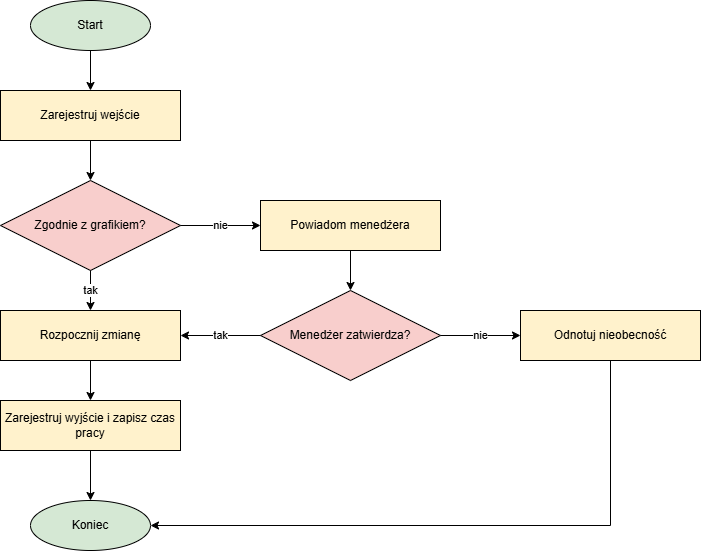 Start
Zarejestruj wejście
Zgodnie z grafikiem?
nie
Powiadom menedżera
tak
Rozpocznij zmianę
tak
Menedżer zatwierdza?
nie
Odnotuj nieobecność
Zarejestruj wyjście i zapisz czas
pracy
Koniec